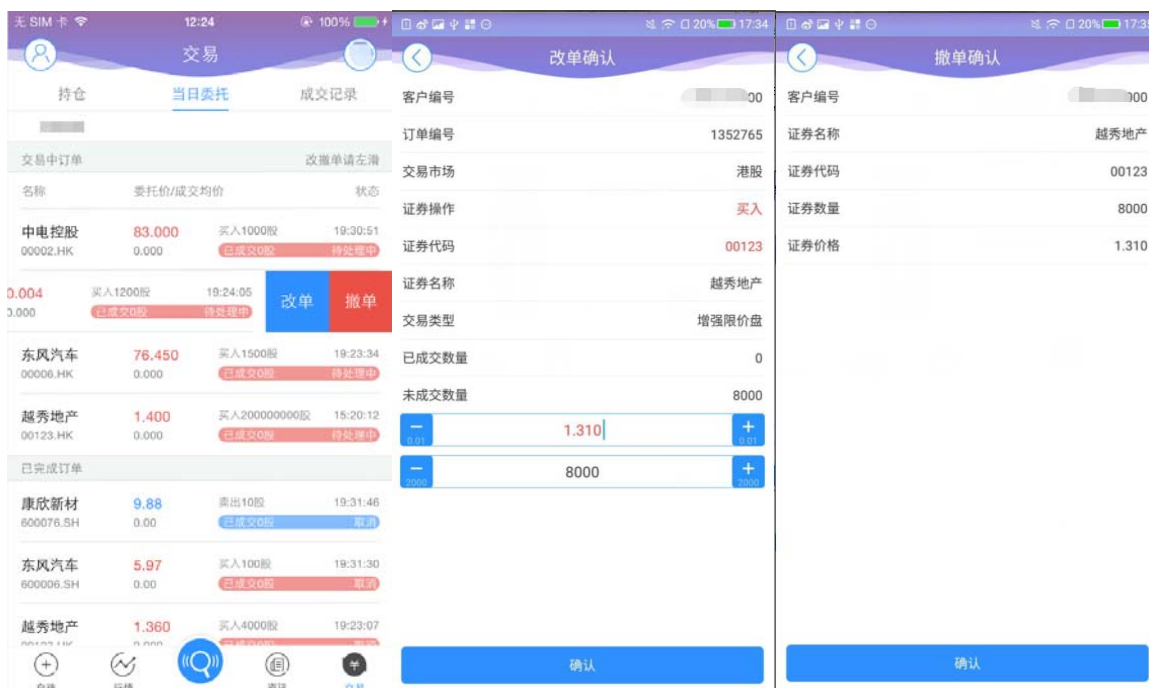 无 SIM 卡 12:24 100%
交易
持仓 当日委托 成交记录
交易中订单 改撤单请左滑
名称 委托价/成交均价 状态
中电控股 83.000 买入1000股 19:30:51
00002.HK 0.000 已成交0股 待处理中
0.004 买入1200股 19:24:05 改单 撤单
0.000 已成交0股 待处理中
东风汽车 76.450 买入1500股 19:23:34
00006.HK 0.000 已成交0股 待处理中
越秀地产 1.400 买入200000000股 15:20:12
00123.HK 0.000 已成交0股 待处理中
已完成订单
康欣新材 9.88 卖出10股 19:31:46
600076.SH 0.00 已成交0股 取消
东风汽车 5.97 买入100股 19:31:30
600006.SH 0.00 已成交0股 取消
越秀地产 1.360 买入4000股 19:23:07
20% 17:34
改单确认
客户编号 00
订单编号 1352765
交易市场 港股
证券操作 买入
证券代码 00123
证券名称 越秀地产
交易类型 增强限价盘
已成交数量 0
未成交数量 8000
− 1.310 +
0.01 0.01
− 8000 +
2000 2000
确认
20% 17:35
撤单确认
客户编号 000
证券名称 越秀地产
证券代码 00123
证券数量 8000
证券价格 1.310
确认